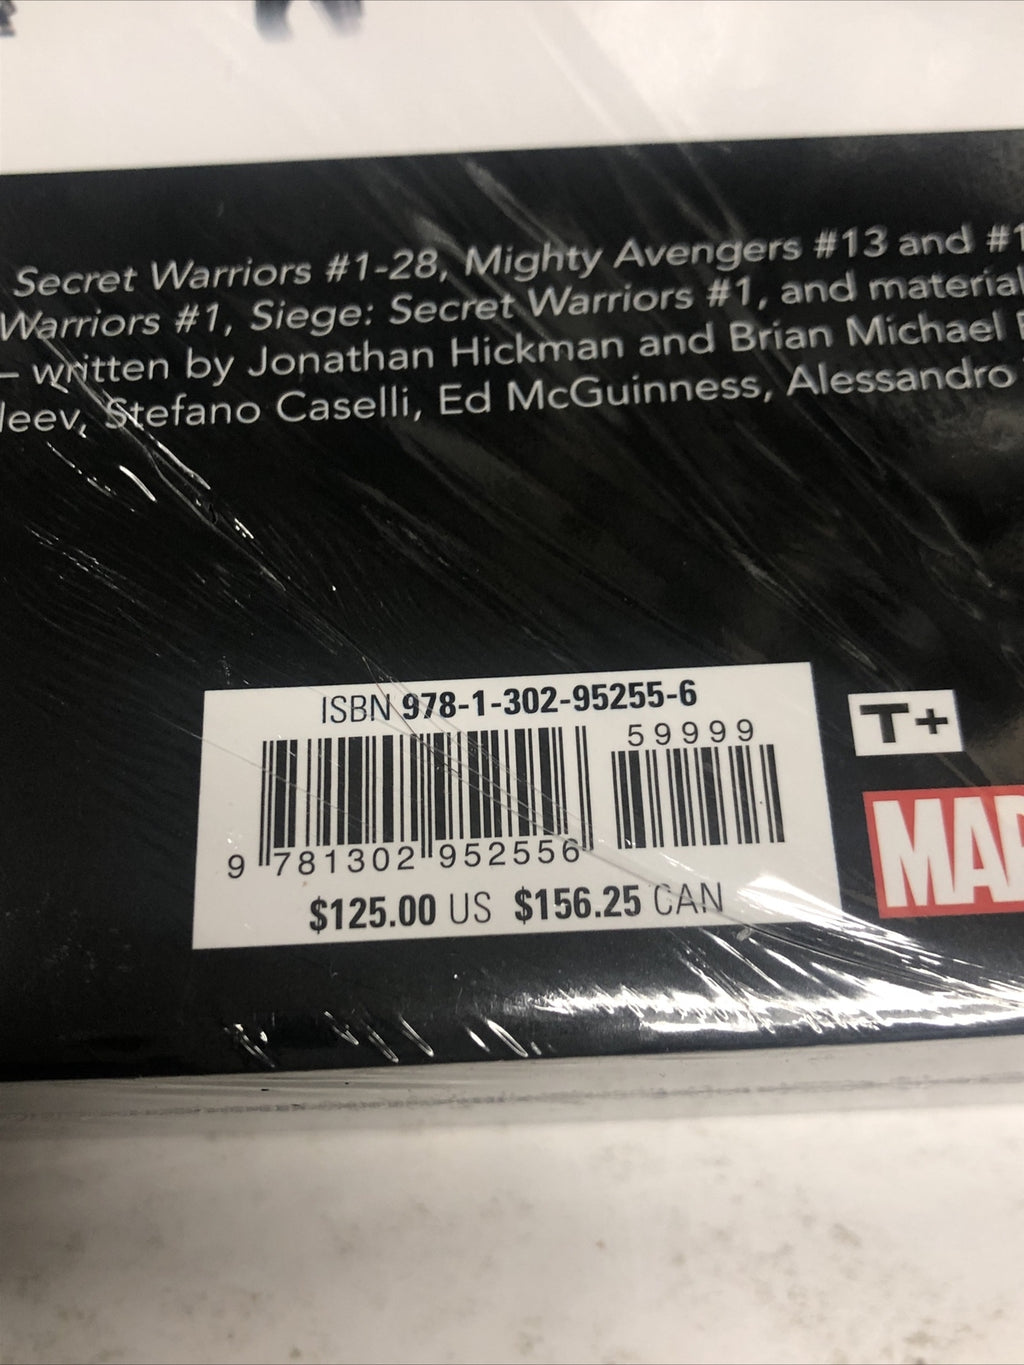 Secret Warriors #1-28, Mighty Avengers #13 and #1
Warriors #1, Siege: Secret Warriors #1, and material
– written by Jonathan Hickman and Brian Michael
leev, Stefano Caselli, Ed McGuinness, Alessandro
ISBN 978-1-302-95255-6
59999
9 781302 952556
$125.00 US $156.25 CAN
T+
MAR